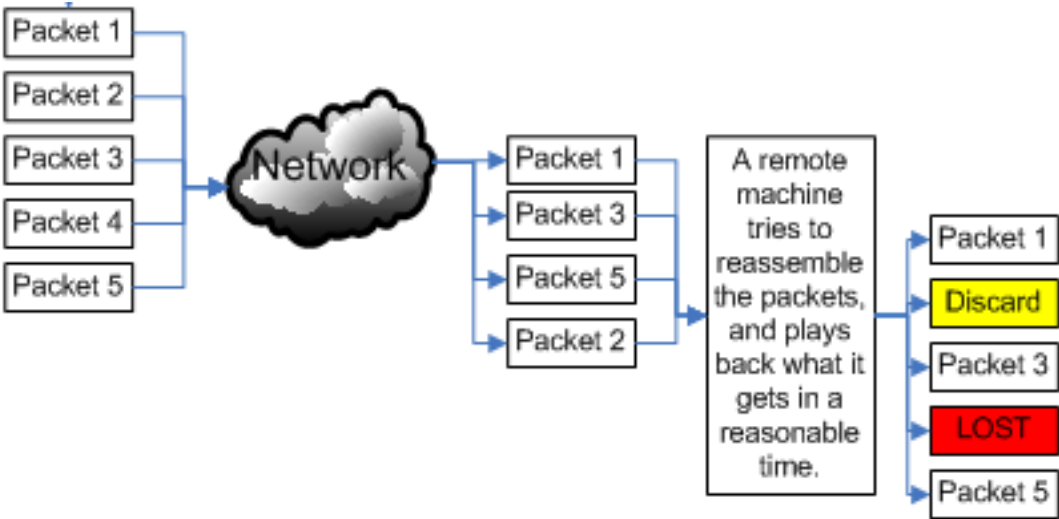 Packet 1
Packet 2
Packet 3
Packet 4
Packet 5
Network
Packet 1
Packet 3
Packet 5
Packet 2
A remote
machine
tries to
reassemble
the packets,
and plays
back what it
gets in a
reasonable
time.
Packet 1
Discard
Packet 3
LOST
Packet 5